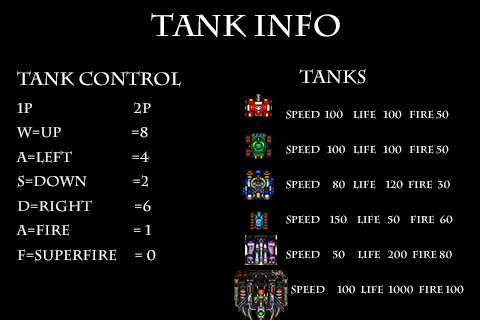 TANK INFO
TANK CONTROL
1P 2P
W=UP =8
A=LEFT =4
S=DOWN =2
D=RIGHT =6
A=FIRE = 1
F=SUPERFIRE = 0
TANKS
SPEED 100 LIFE 100 FIRE 50
SPEED 100 LIFE 100 FIRE 50
SPEED 80 LIFE 120 FIRE 30
SPEED 150 LIFE 50 FIRE 60
SPEED 50 LIFE 200 FIRE 80
SPEED 100 LIFE 1000 FIRE 100